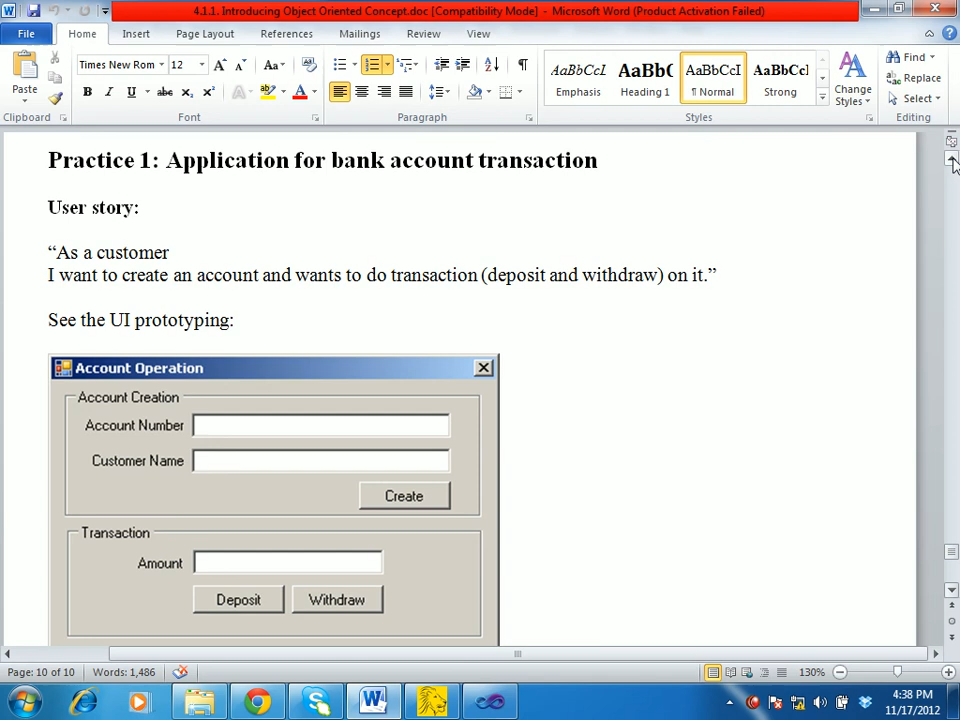 4.1.1. Introducing Object Oriented Concept.doc [Compatibility Mode] - Microsoft Word (Product Activation Failed)
File Home Insert Page Layout References Mailings Review View
Paste
Times New Rom 12
AaBbCcI AaBbC AaBbCcI AaBbCcl
Emphasis Heading 1 ¶ Normal Strong
Change Styles
Find
Replace
Select
Clipboard Font Paragraph Styles Editing
Practice 1: Application for bank account transaction
User story:
“As a customer
I want to create an account and wants to do transaction (deposit and withdraw) on it.”
See the UI prototyping:
Account Operation
Account Creation
Account Number
Customer Name
Create
Transaction
Amount
Deposit Withdraw
Page: 10 of 10 Words: 1,486 130%
4:38 PM
11/17/2012